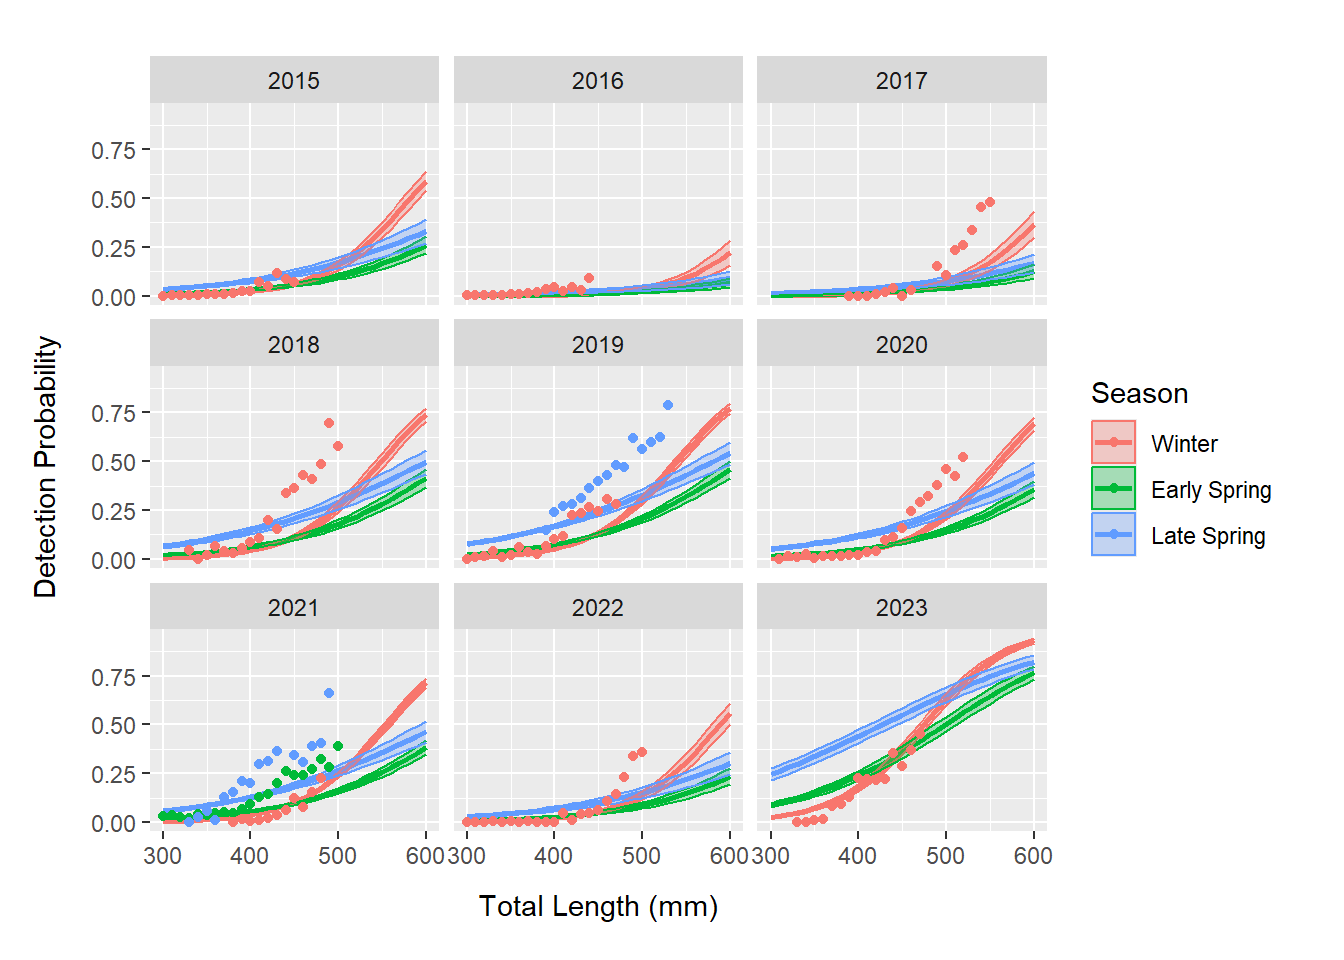 2015 2016 2017
0.75
0.50
0.25
0.00
2018 2019 2020
0.75
0.50
0.25
0.00
2021 2022 2023
0.75
0.50
0.25
0.00
300 400 500 600 300 400 500 600 300 400 500 600
Total Length (mm)
Detection Probability
Season
Winter
Early Spring
Late Spring